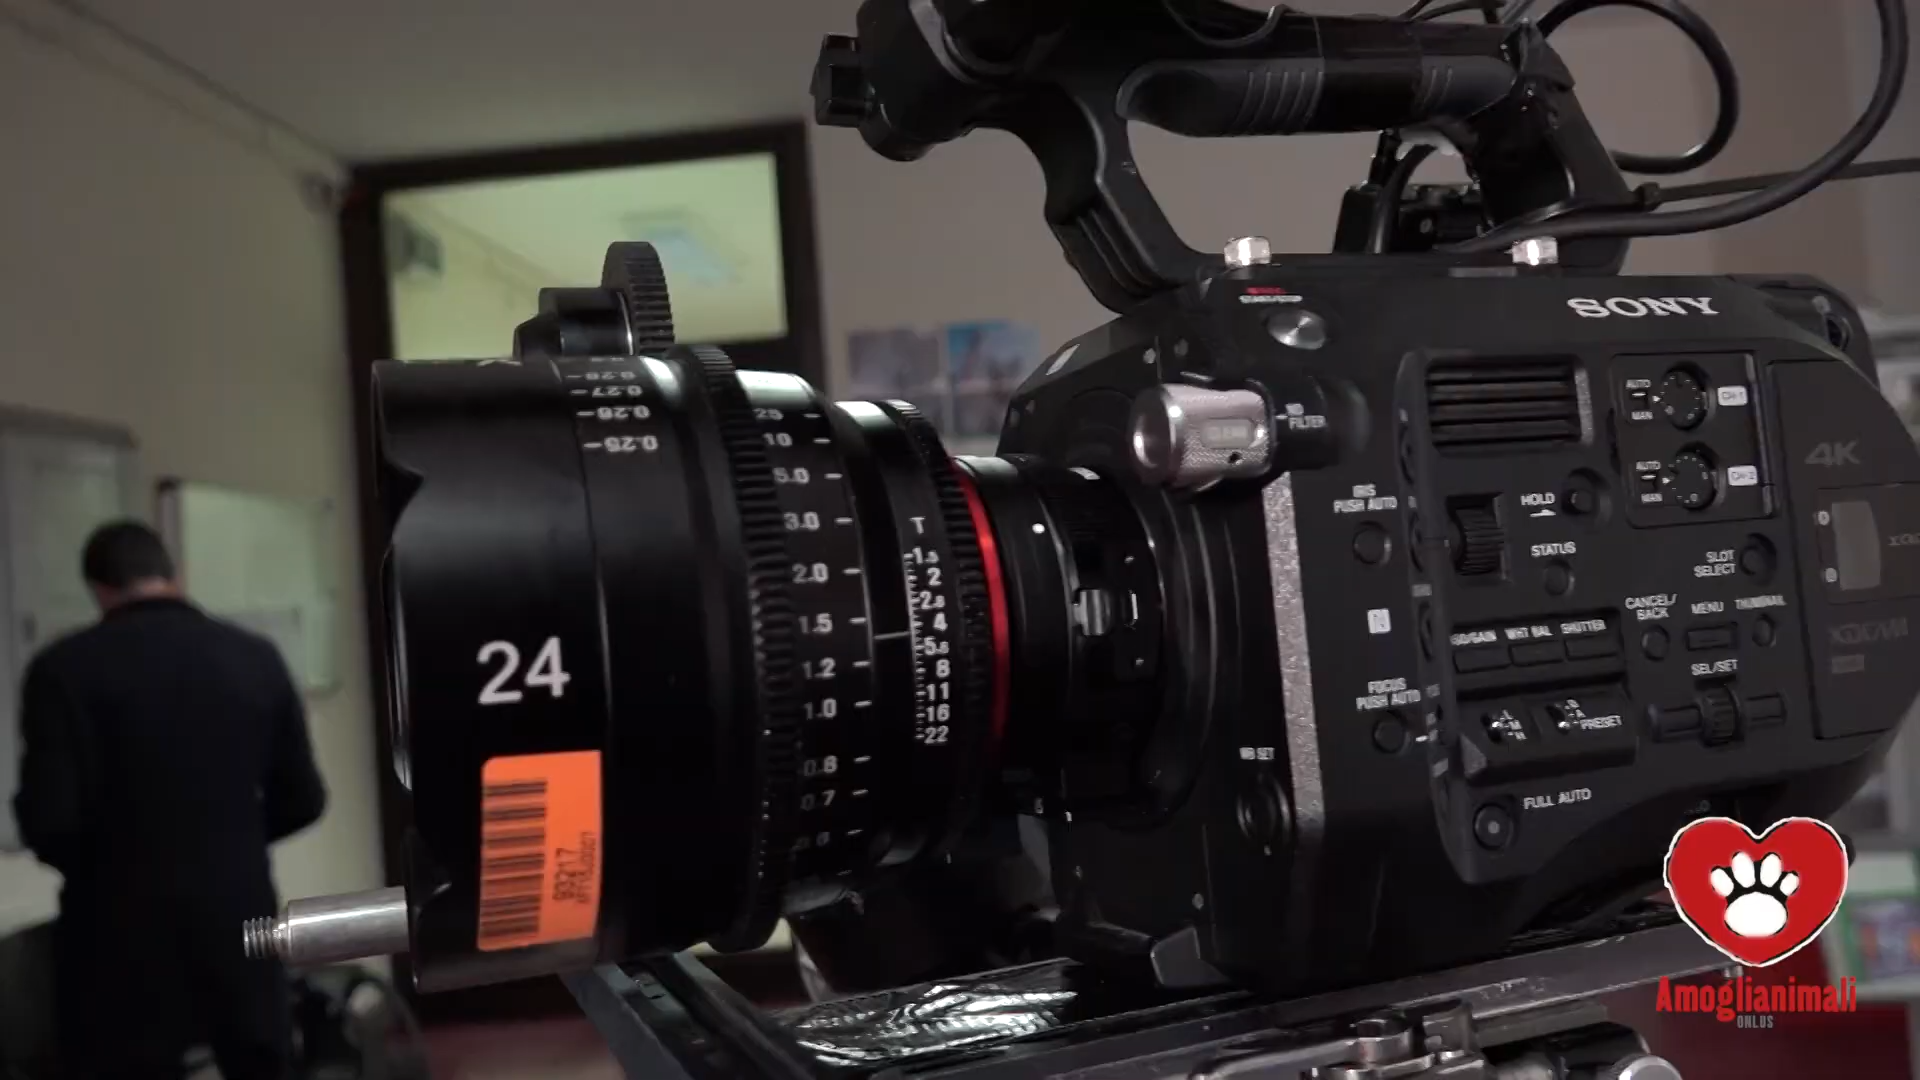 SONY
START/STOP
ND
FILTER
AUTO
MAN
CH-1
AUTO
MAN
CH-2
4K
IRIS
PUSH AUTO
HOLD
STATUS
SLOT
SELECT
CANCEL/
BACK
MENU
THUMBNAIL
ISO/GAIN
WHT BAL
SHUTTER
SEL/SET
FOCUS
PUSH AUTO
L
M
H
B
A
PRESET
WB SET
FULL AUTO
XDCAM
0.28
0.27
0.26
0.25
10
5.0
3.0
2.0
1.5
1.2
1.0
0.8
0.7
T
1.5
2
2.8
4
5.6
8
11
16
22
24
93217
Amoglianimali
ONLUS